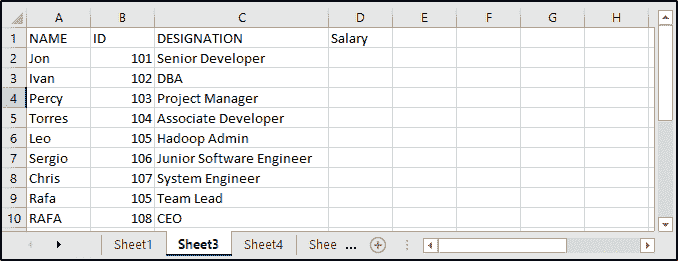 A B C D E F G H
1 NAME ID DESIGNATION Salary
2 Jon 101 Senior Developer
3 Ivan 102 DBA
4 Percy 103 Project Manager
5 Torres 104 Associate Developer
6 Leo 105 Hadoop Admin
7 Sergio 106 Junior Software Engineer
8 Chris 107 System Engineer
9 Rafa 105 Team Lead
10 RAFA 108 CEO
Sheet1 Sheet3 Sheet4 Shee ...